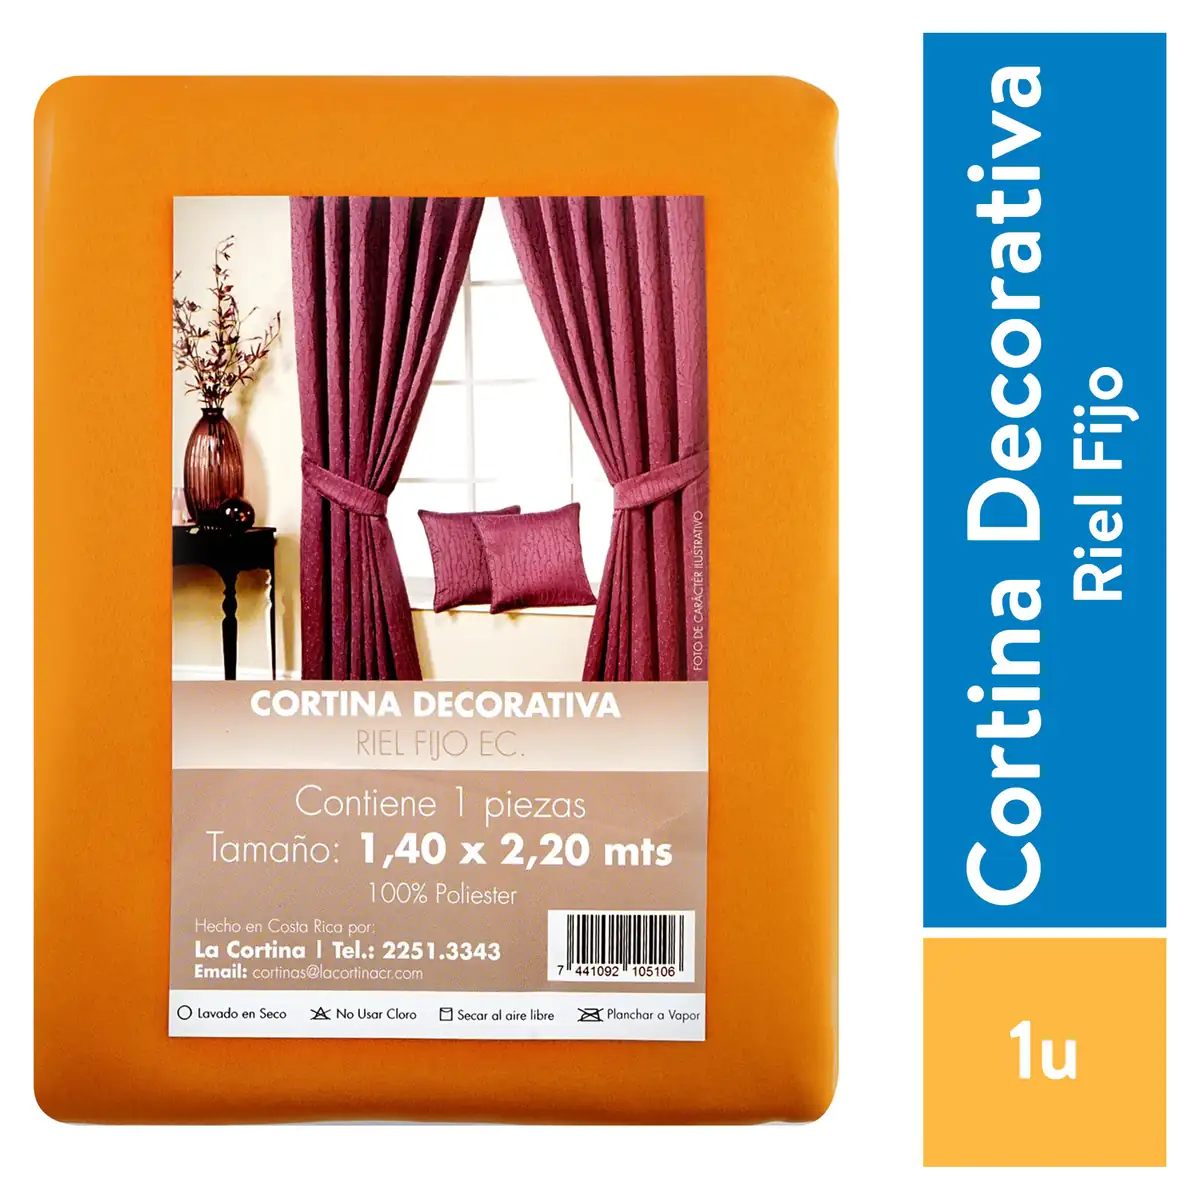 FOTO DE CARÁCTER ILUSTRATIVO
CORTINA DECORATIVA
RIEL FIJO EC.
Contiene 1 piezas
Tamaño: 1,40 x 2,20 mts
100% Poliester
Hecho en Costa Rica por:
La Cortina | Tel.: 2251.3343
Email: cortinas@lacortinacr.com
7 441092 105106
Lavado en Seco No Usar Cloro Secar al aire libre Planchar a Vapor
Cortina Decorativa
Riel Fijo
1u